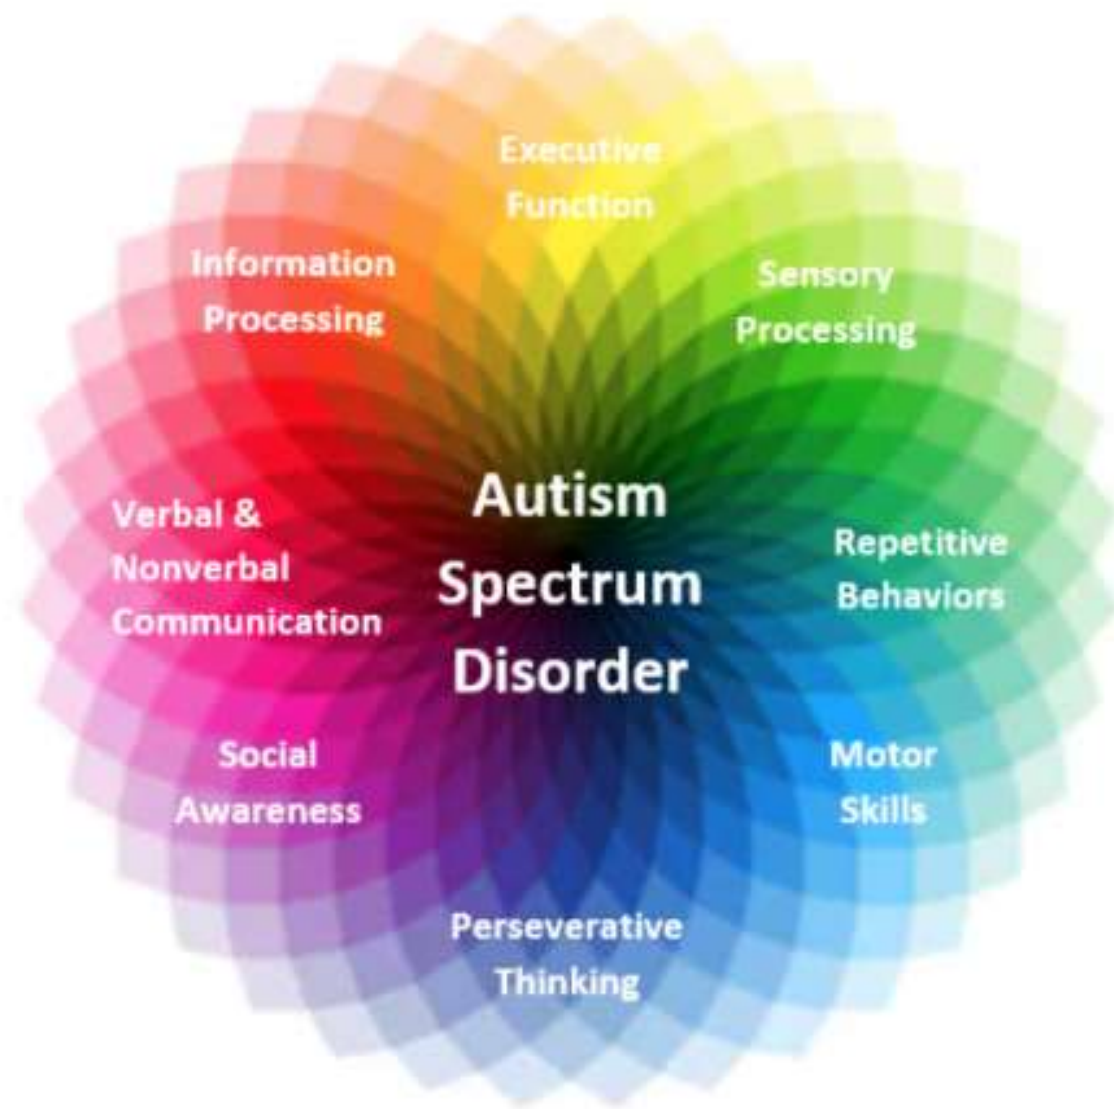 Executive
Function
Information
Processing
Sensory
Processing
Autism
Spectrum
Disorder
Verbal &
Nonverbal
Communication
Repetitive
Behaviors
Social
Awareness
Motor
Skills
Perseverative
Thinking